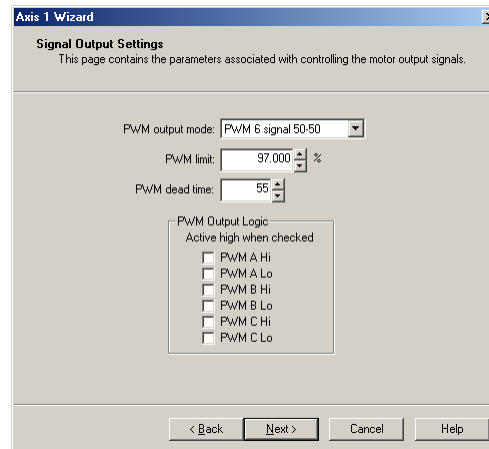 Axis 1 Wizard
Signal Output Settings
This page contains the parameters associated with controlling the motor output signals.
PWM output mode: PWM 6 signal 50-50
PWM limit: 97.000 %
PWM dead time: 55
PWM Output Logic
Active high when checked
PWM A Hi
PWM A Lo
PWM B Hi
PWM B Lo
PWM C Hi
PWM C Lo
< Back Next > Cancel Help